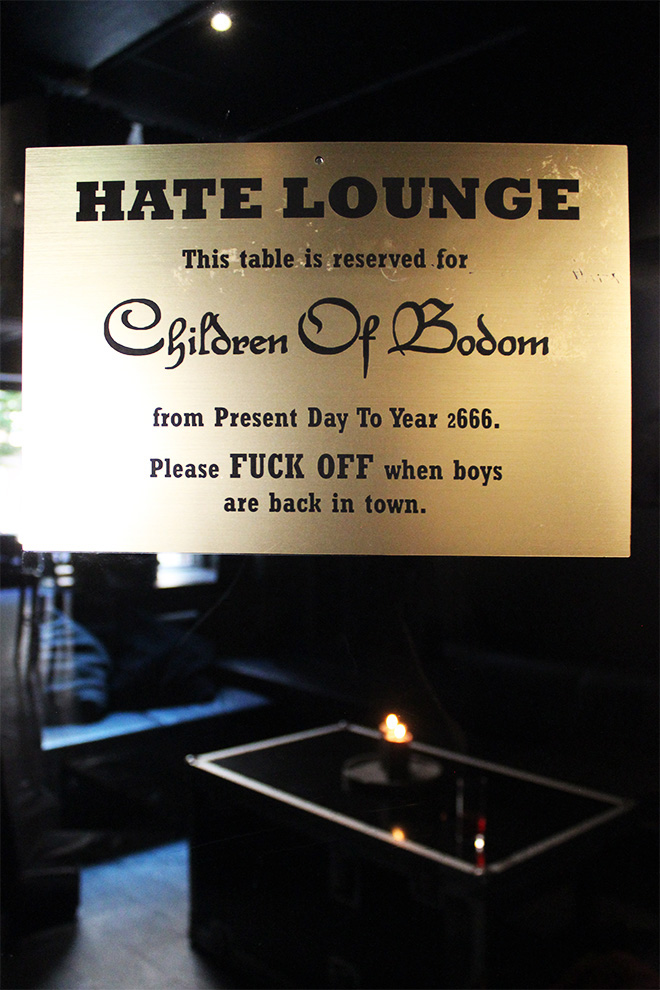 HATE LOUNGE
This table is reserved for
Children Of Bodom
from Present Day To Year 2666.
Please FUCK OFF when boys
are back in town.